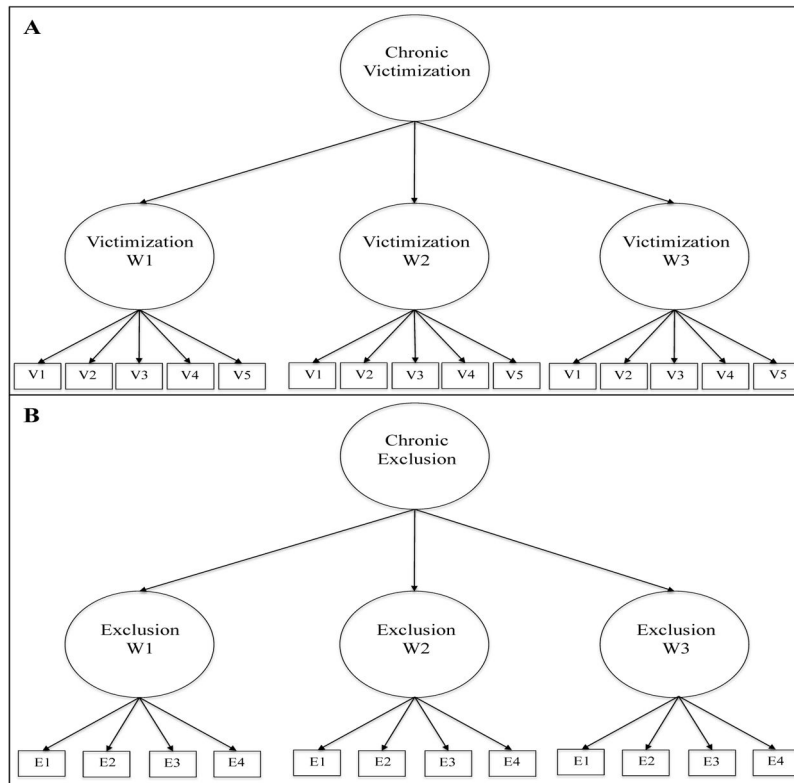 A
Chronic
Victimization
Victimization
W1
Victimization
W2
Victimization
W3
V1 V2 V3 V4 V5 V1 V2 V3 V4 V5 V1 V2 V3 V4 V5
B
Chronic
Exclusion
Exclusion
W1
Exclusion
W2
Exclusion
W3
E1 E2 E3 E4 E1 E2 E3 E4 E1 E2 E3 E4